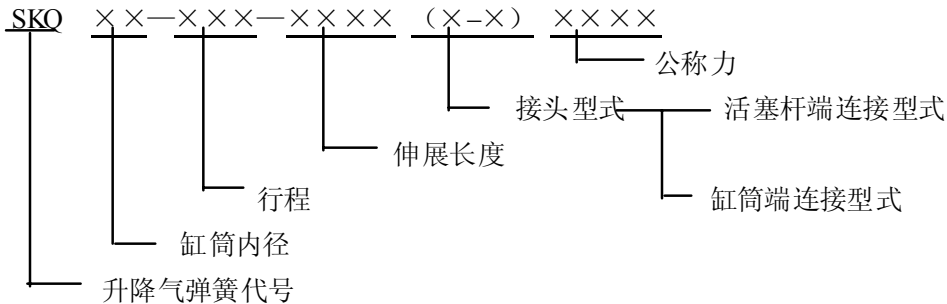 SKQ ××—×××—×××× (×–×) ××××
公称力
接头型式 活塞杆端连接型式
伸展长度
行程 缸筒端连接型式
缸筒内径
升降气弹簧代号